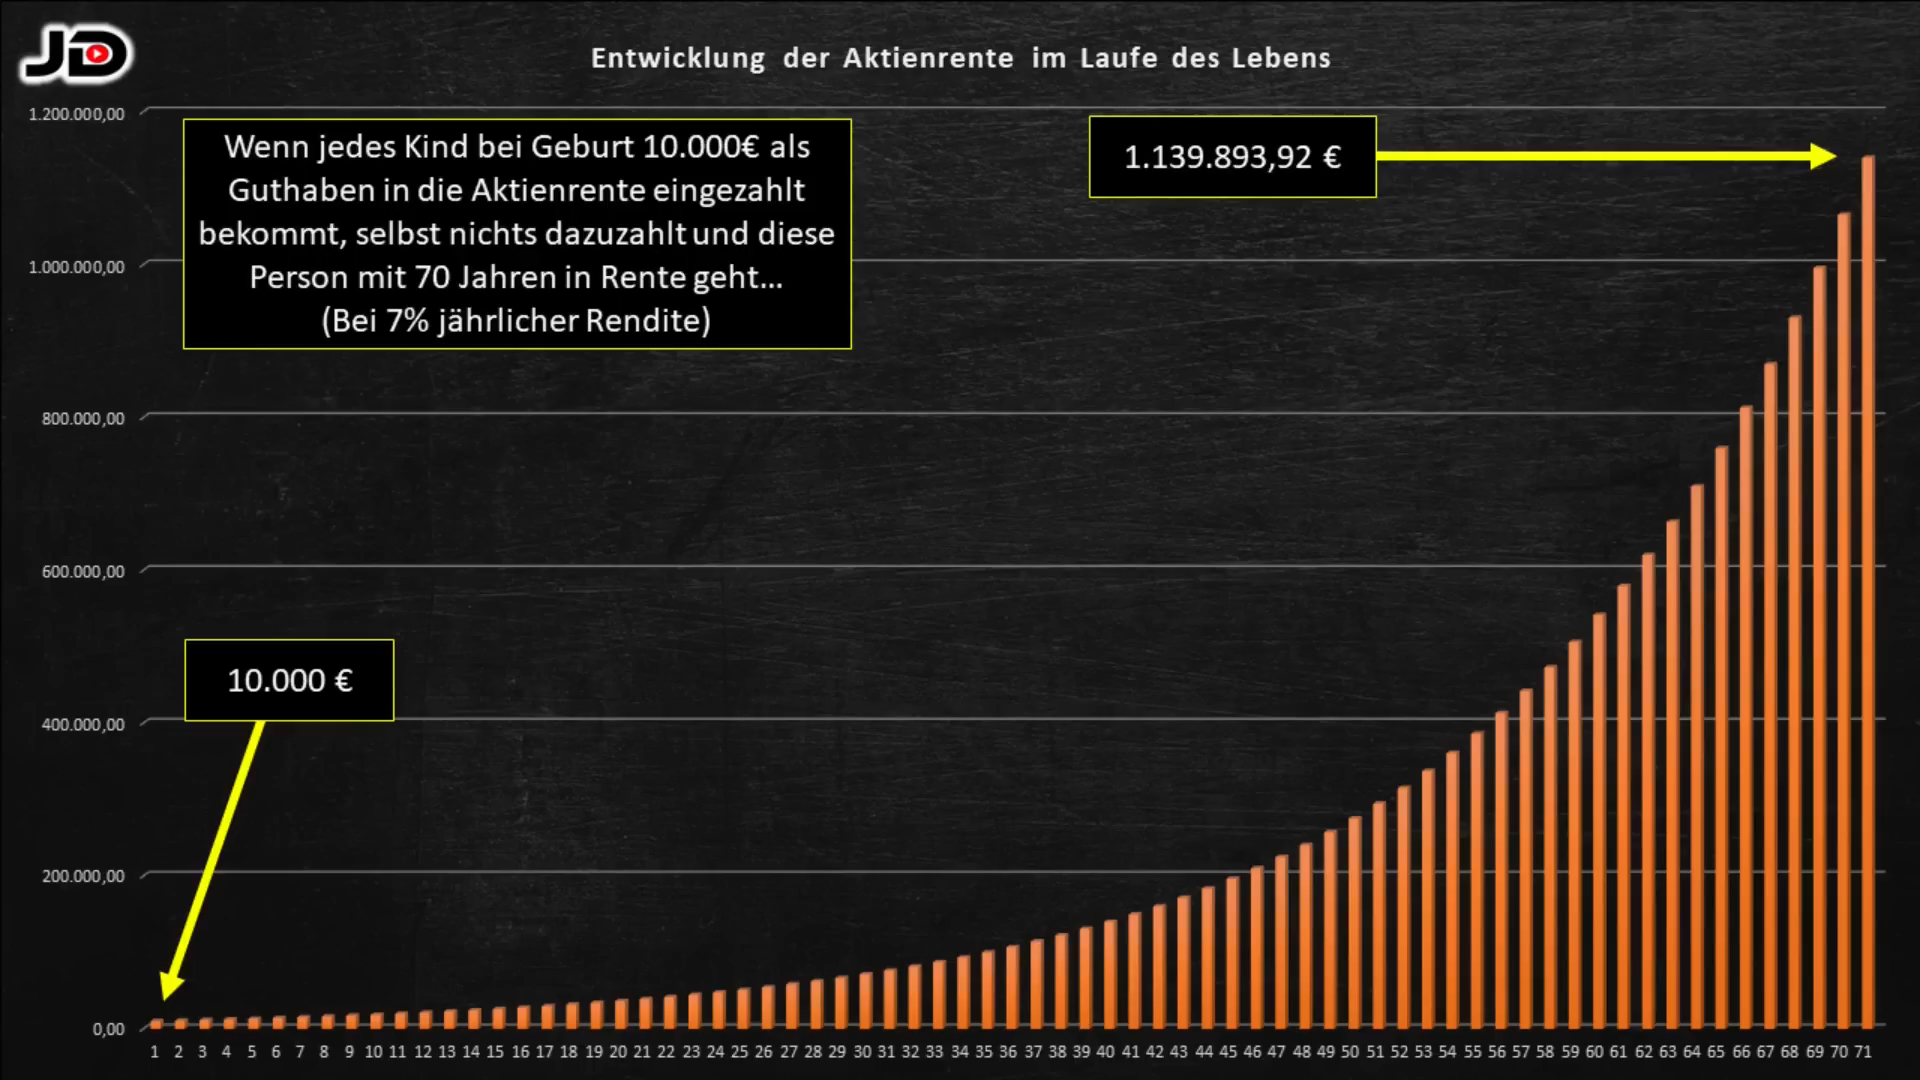 JD
Entwicklung der Aktienrente im Laufe des Lebens
1.200.000,00
1.000.000,00
800.000,00
600.000,00
400.000,00
200.000,00
0,00
Wenn jedes Kind bei Geburt 10.000€ als
Guthaben in die Aktienrente eingezahlt
bekommt, selbst nichts dazuzahlt und diese
Person mit 70 Jahren in Rente geht...
(Bei 7% jährlicher Rendite)
1.139.893,92 €
10.000 €
1 2 3 4 5 6 7 8 9 10 11 12 13 14 15 16 17 18 19 20 21 22 23 24 25 26 27 28 29 30 31 32 33 34 35 36 37 38 39 40 41 42 43 44 45 46 47 48 49 50 51 52 53 54 55 56 57 58 59 60 61 62 63 64 65 66 67 68 69 70 71